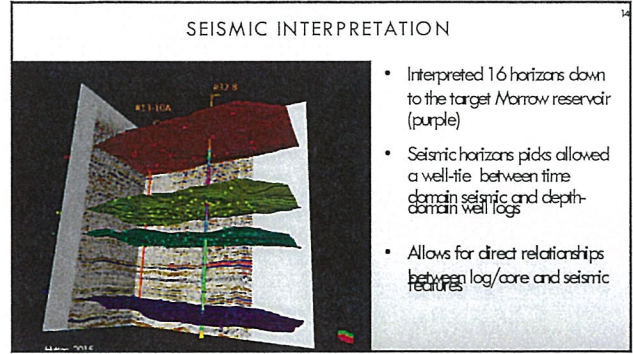 14
SEISMIC INTERPRETATION
#13-10A
#32-8
• Interpreted 16 horizons down
to the target Morrow reservoir
(purple)
• Seismic horizons picks allowed
a well-tie between time
domain seismic and depth-
domain well logs
• Allows for direct relationships
between log/core and seismic
features
2015